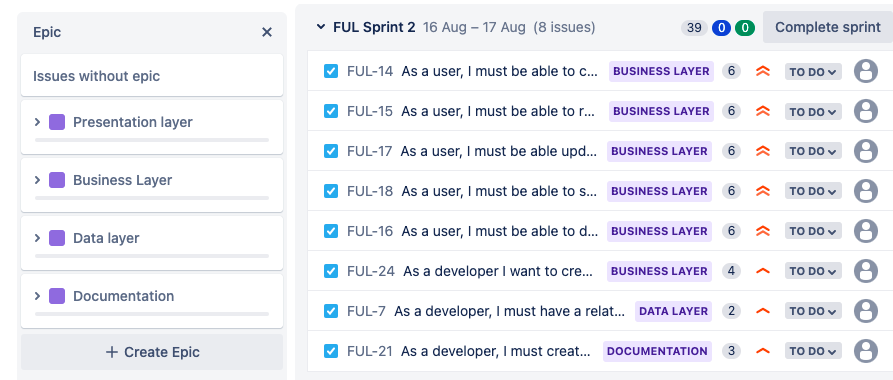 Epic
Issues without epic
Presentation layer
Business Layer
Data layer
Documentation
+ Create Epic
FUL Sprint 2 16 Aug – 17 Aug (8 issues) 39 0 0 Complete sprint
FUL-14 As a user, I must be able to c... BUSINESS LAYER 6 TO DO
FUL-15 As a user, I must be able to r... BUSINESS LAYER 6 TO DO
FUL-17 As a user, I must be able upd... BUSINESS LAYER 6 TO DO
FUL-18 As a user, I must be able to s... BUSINESS LAYER 6 TO DO
FUL-16 As a user, I must be able to d... BUSINESS LAYER 6 TO DO
FUL-24 As a developer I want to cre... BUSINESS LAYER 4 TO DO
FUL-7 As a developer, I must have a relat... DATA LAYER 2 TO DO
FUL-21 As a developer, I must creat... DOCUMENTATION 3 TO DO